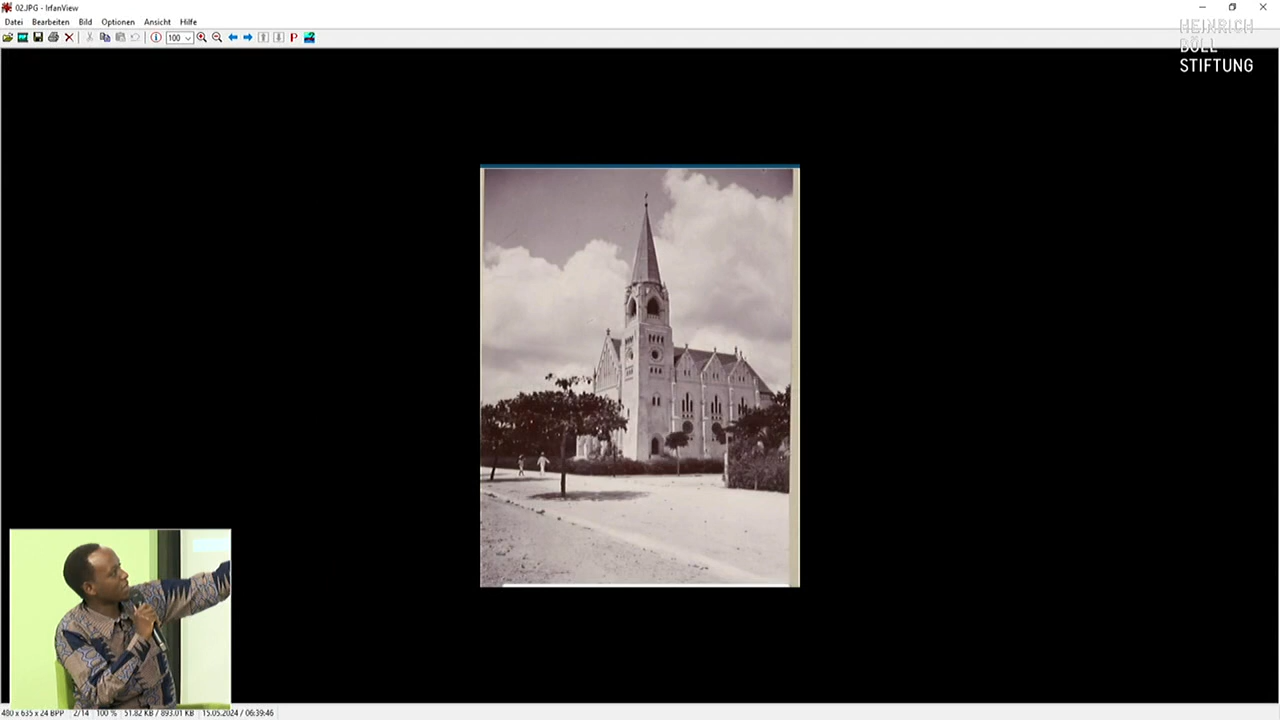 02.JPG - IrfanView
Datei Bearbeiten Bild Optionen Ansicht Hilfe
100
HEINRICH
BÖLL
STIFTUNG
480 x 635 x 24 BPP 2/14 100 % 51.82 KB / 893.01 KB 15.05.2024 / 06:39:46